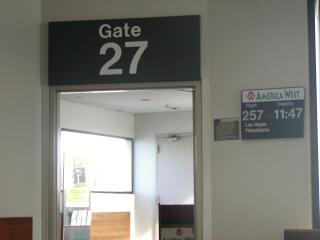 Gate
27
AMERICA WEST
Flight Departs
257 11:47
Las Vegas
Philadelphia